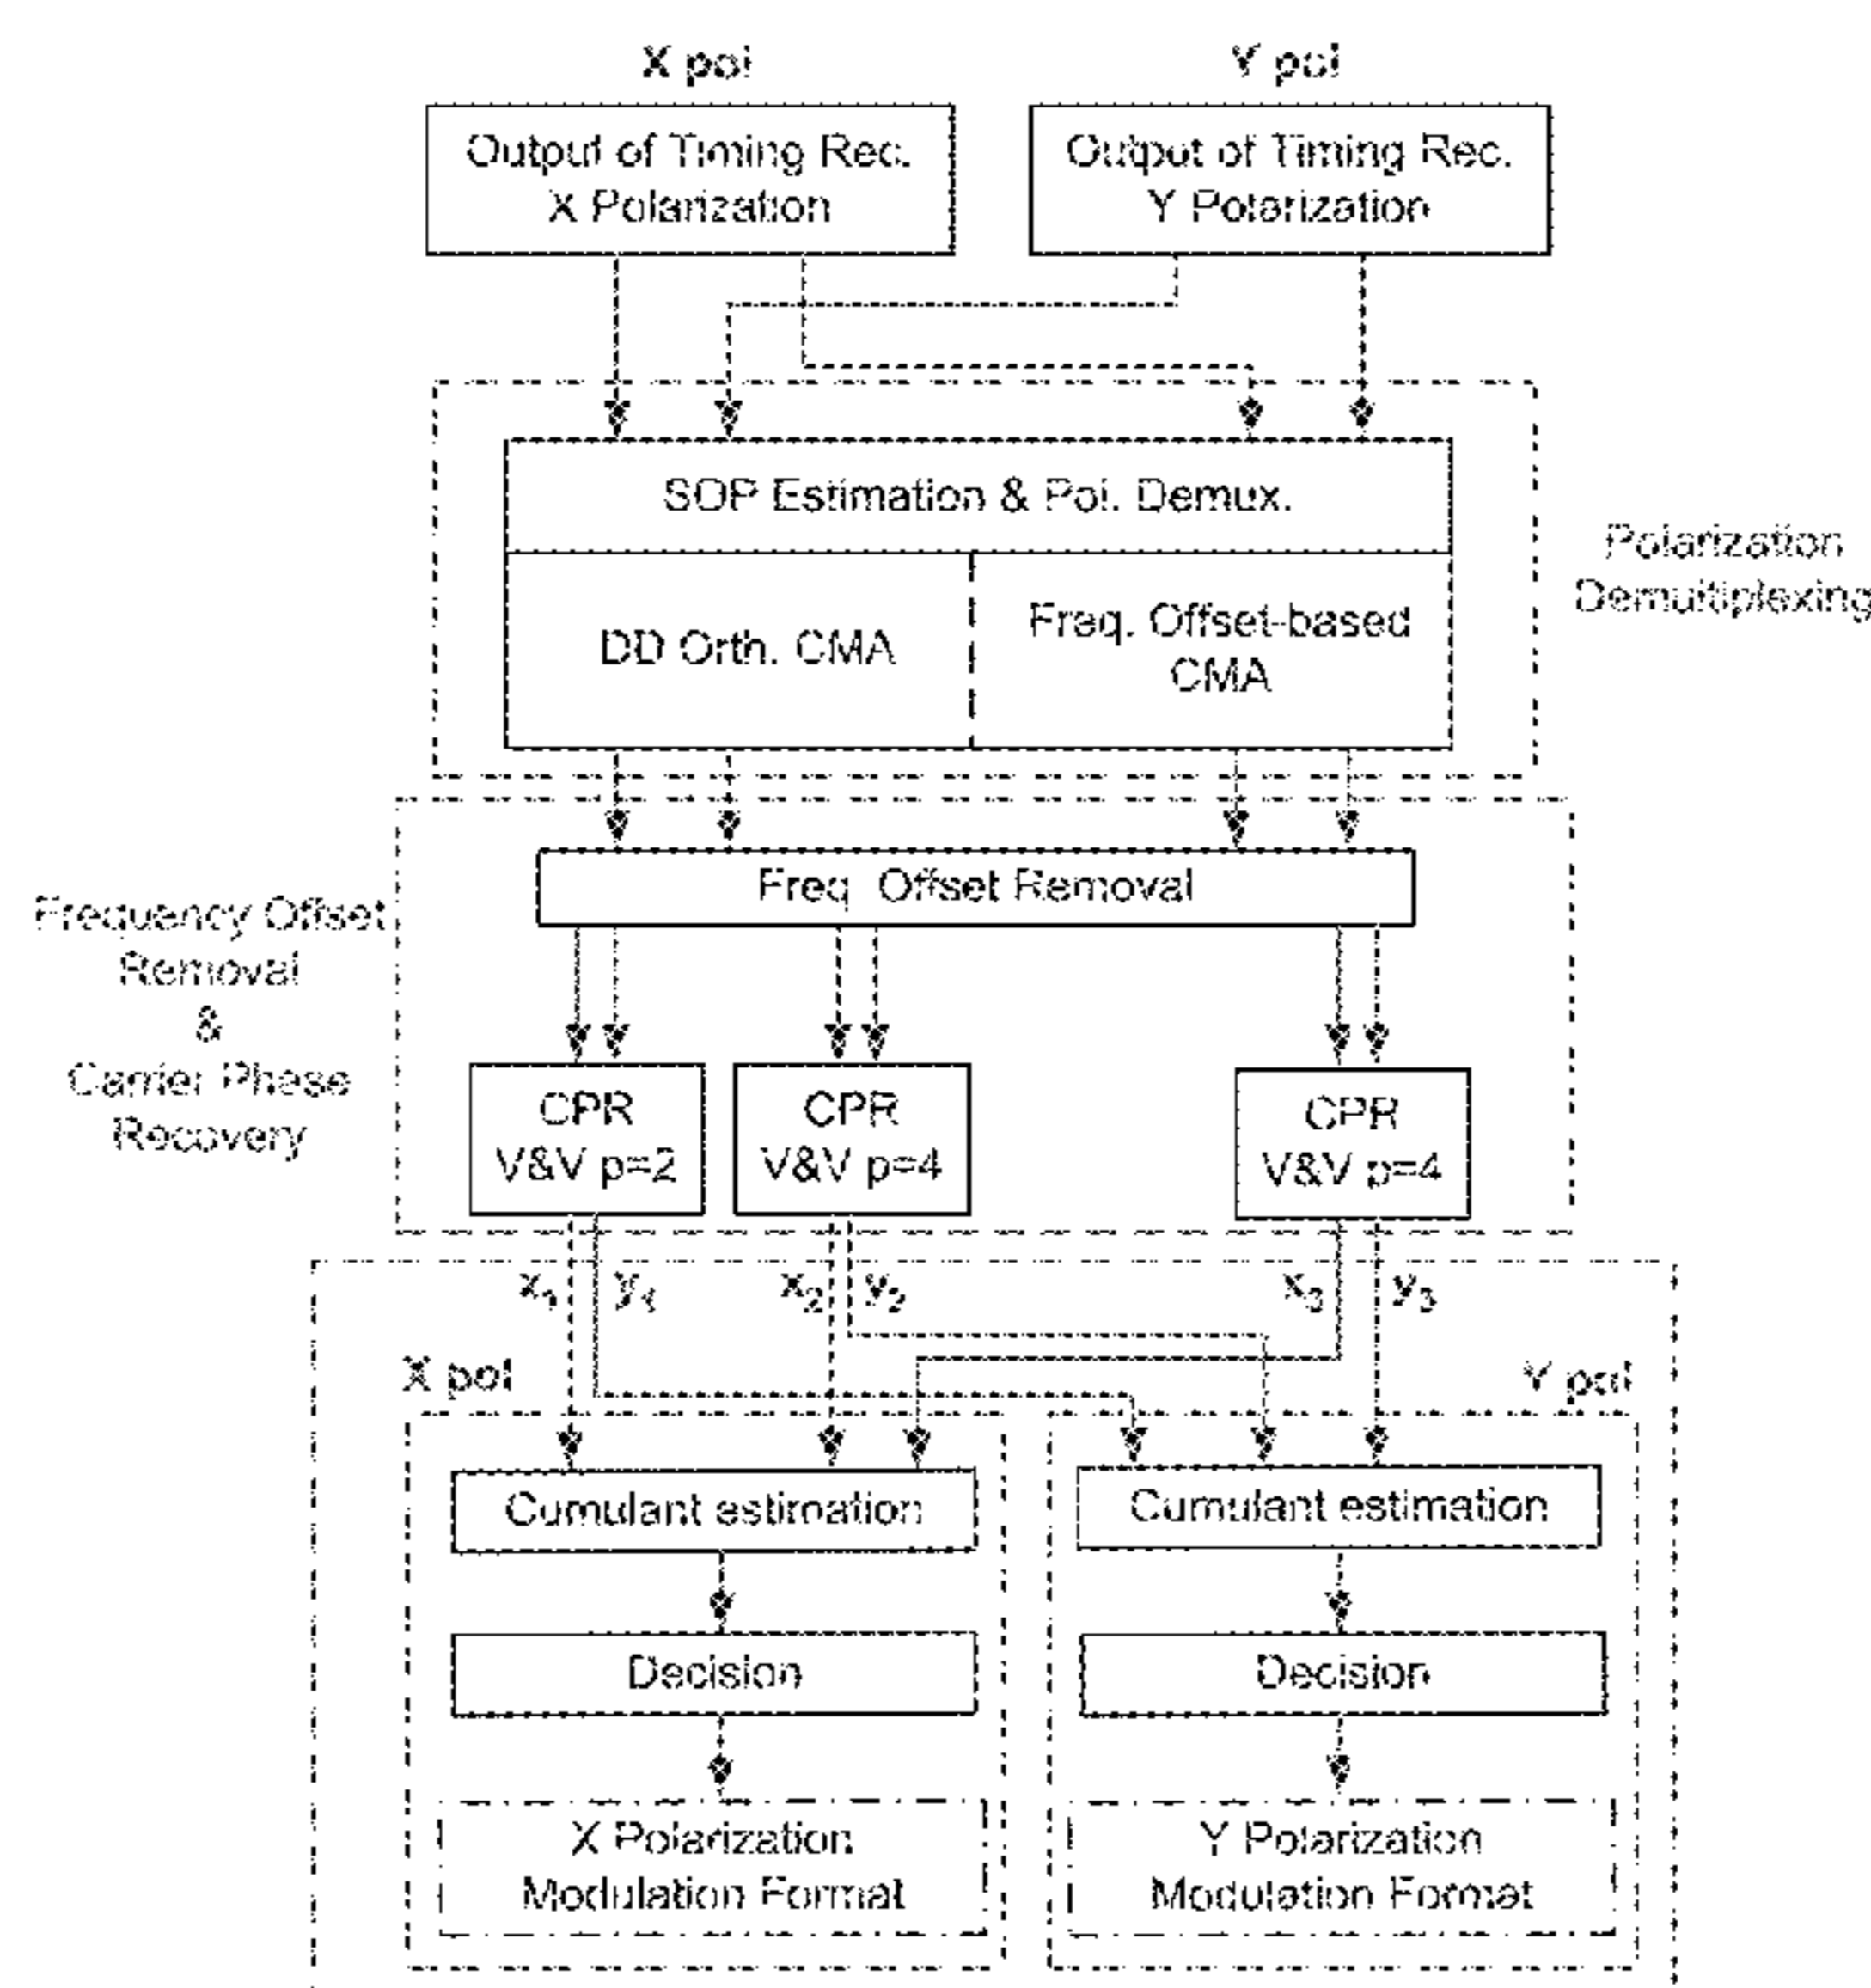 X pol
Y pol
Output of Timing Rec.
X Polarization
Output of Timing Rec.
Y Polarization
SOP Estimation & Pol. Demux.
DD Orth. CMA
Freq. Offset-based
CMA
Polarization
Demultiplexing
Freq. Offset Removal
Frequency Offset
Removal
&
Carrier Phase
Recovery
CPR
V&V p=2
CPR
V&V p=4
CPR
V&V p=4
x₁
y₁
x₂
y₂
x₃
y₃
X pol
Y pol
Cumulant estimation
Cumulant estimation
Decision
Decision
X Polarization
Modulation Format
Y Polarization
Modulation Format